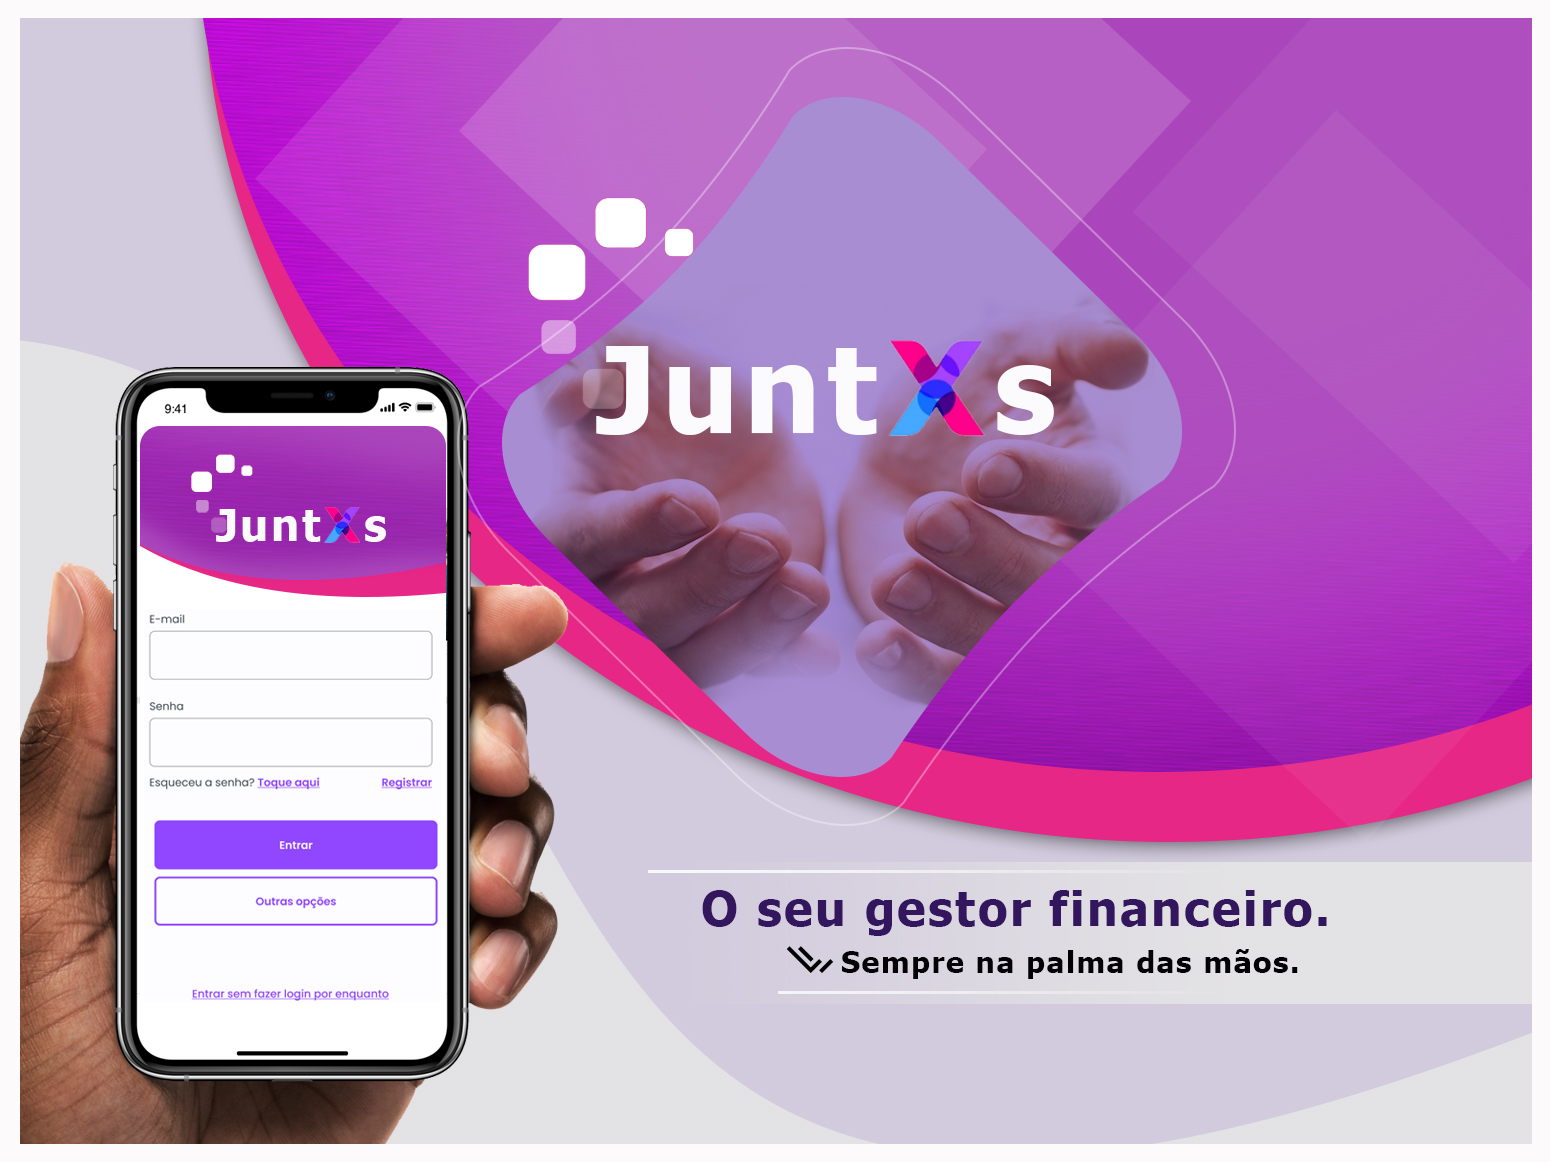 JuntXs
9:41
JuntXs
E-mail
Senha
Esqueceu a senha? Toque aqui Registrar
Entrar
Outras opções
Entrar sem fazer login por enquanto
O seu gestor financeiro.
Sempre na palma das mãos.